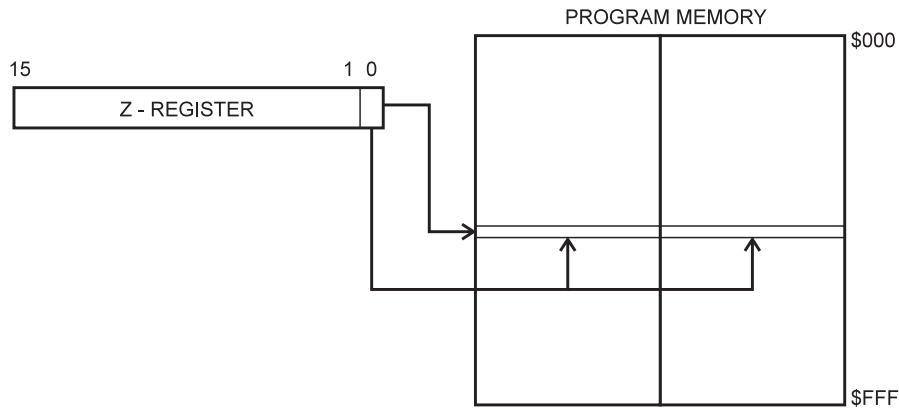 PROGRAM MEMORY
$000
15 1 0
Z - REGISTER
$FFF